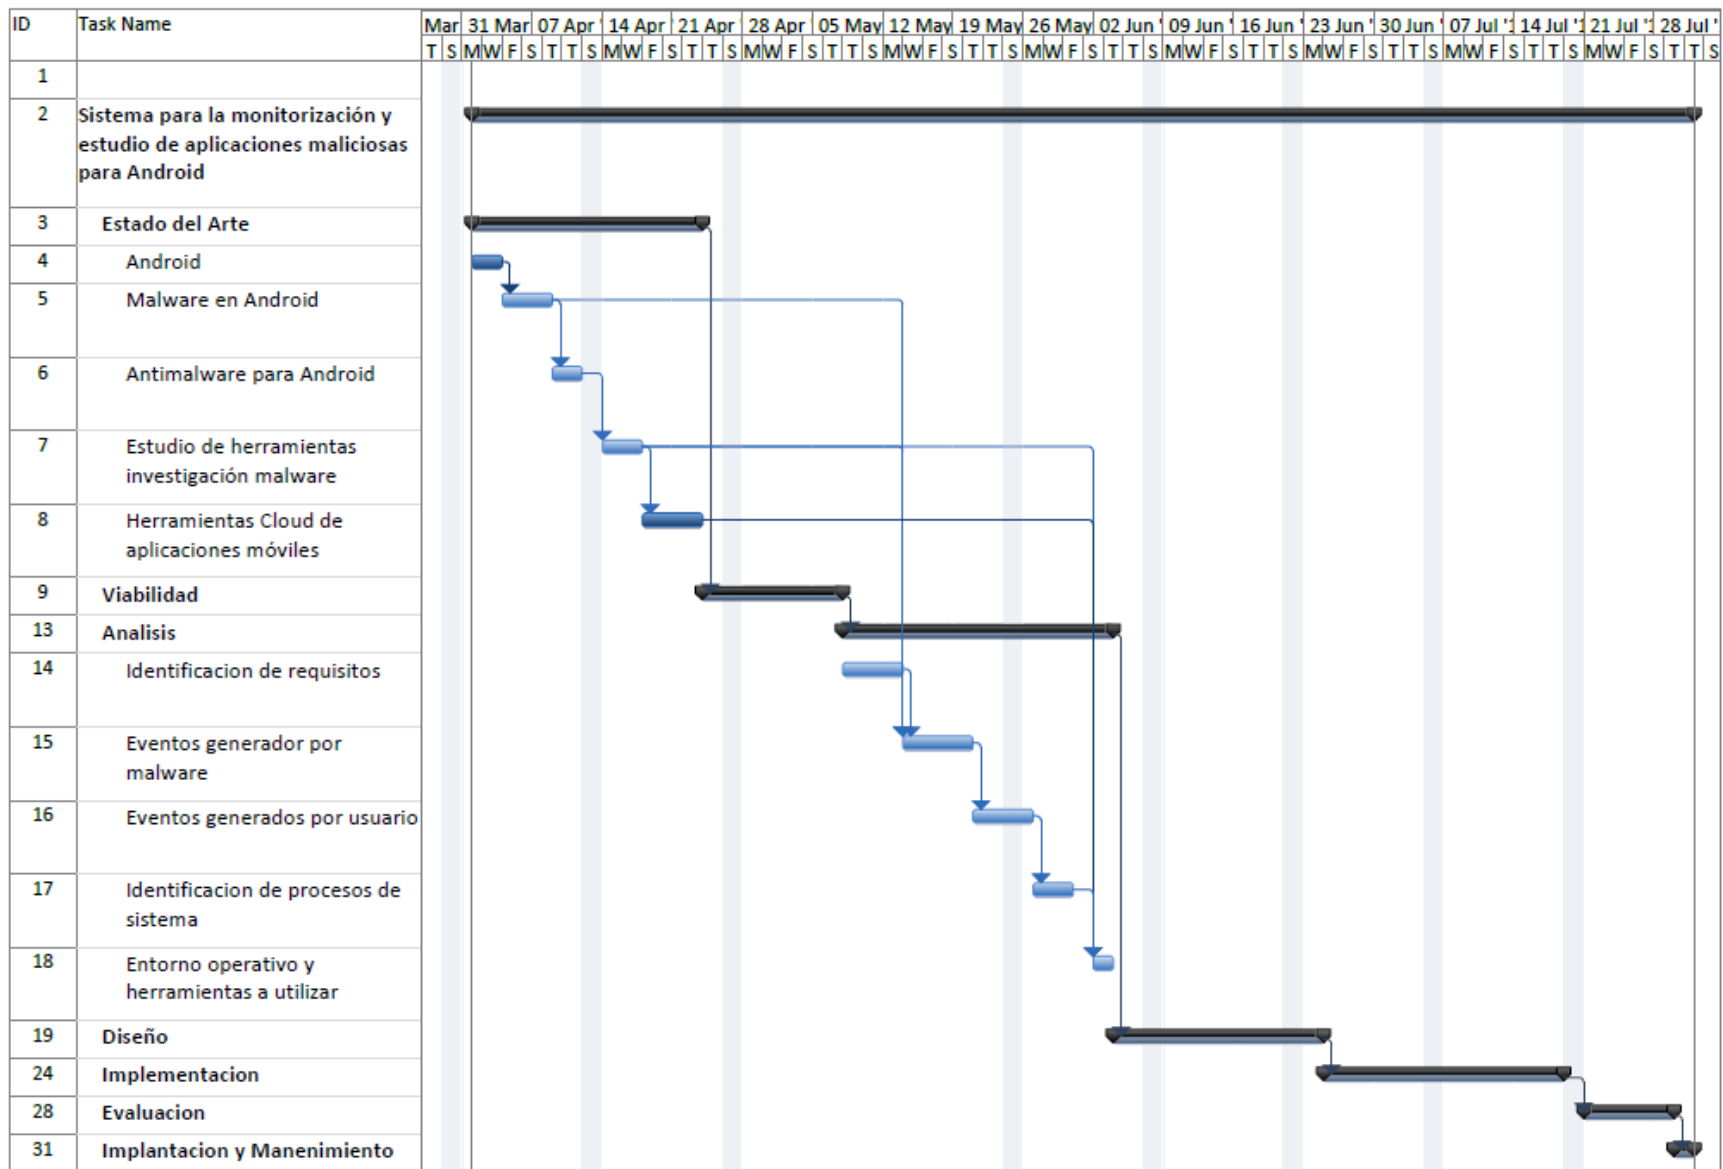 ID Task Name Mar 31 Mar 07 Apr ' 14 Apr ' 21 Apr ' 28 Apr 05 May 12 May 19 May 26 May 02 Jun ' 09 Jun ' 16 Jun ' 23 Jun ' 30 Jun ' 07 Jul '1 14 Jul '1 21 Jul '1 28 Jul '
T S M W F S T T S M W F S T T S M W F S T T S M W F S T T S M W F S T T S M W F S T T S M W F S T T S M W F S T T S
1
2 Sistema para la monitorización y
estudio de aplicaciones maliciosas
para Android
3 Estado del Arte
4 Android
5 Malware en Android
6 Antimalware para Android
7 Estudio de herramientas
investigación malware
8 Herramientas Cloud de
aplicaciones móviles
9 Viabilidad
13 Analisis
14 Identificacion de requisitos
15 Eventos generador por
malware
16 Eventos generados por usuario
17 Identificacion de procesos de
sistema
18 Entorno operativo y
herramientas a utilizar
19 Diseño
24 Implementacion
28 Evaluacion
31 Implantacion y Manenimiento